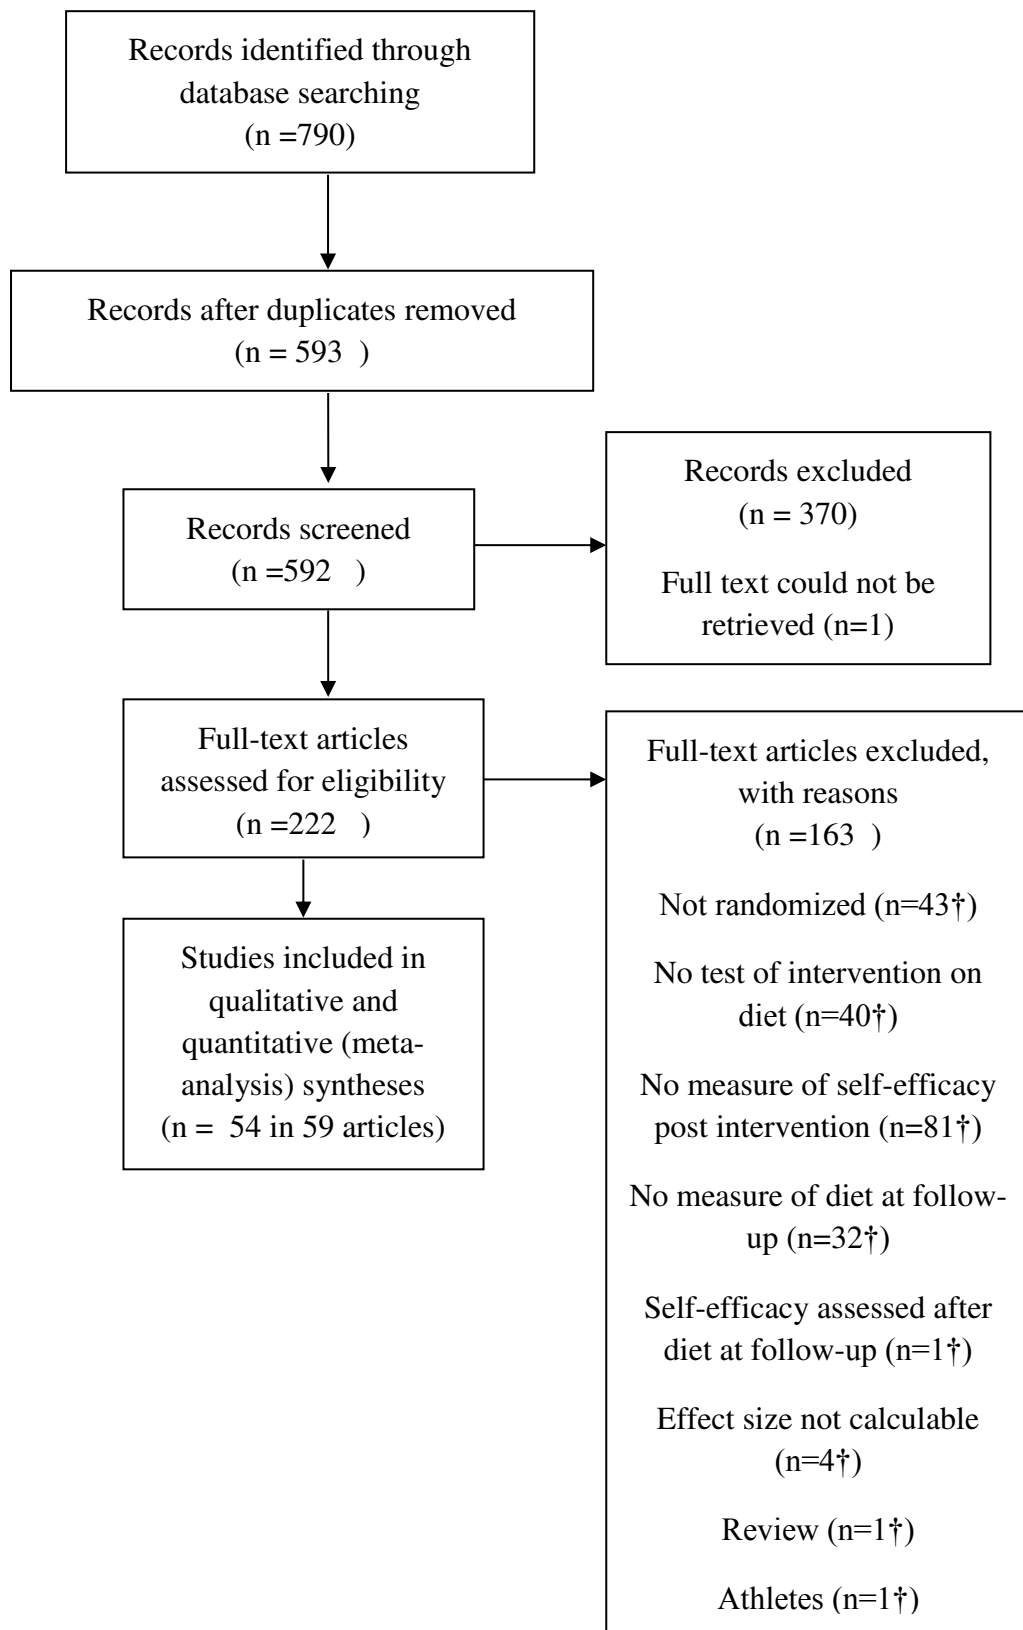 Records identified through
database searching
(n =790)
Records after duplicates removed
(n = 593 )
Records screened
(n =592 )
Records excluded
(n = 370)
Full text could not be
retrieved (n=1)
Full-text articles
assessed for eligibility
(n =222 )
Full-text articles excluded,
with reasons
(n =163 )
Not randomized (n=43†)
No test of intervention on
diet (n=40†)
No measure of self-efficacy
post intervention (n=81†)
No measure of diet at follow-
up (n=32†)
Self-efficacy assessed after
diet at follow-up (n=1†)
Effect size not calculable
(n=4†)
Review (n=1†)
Athletes (n=1†)
Studies included in
qualitative and
quantitative (meta-
analysis) syntheses
(n = 54 in 59 articles)